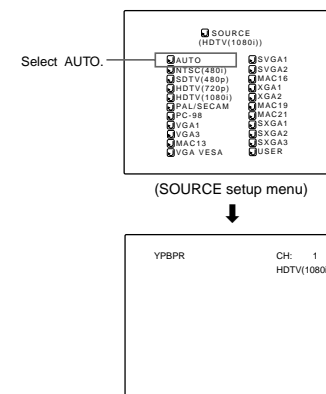 SOURCE
(HDTV(1080i))
Select AUTO.
AUTO
NTSC(480i)
SDTV(480p)
HDTV(720p)
HDTV(1080i)
PAL/SECAM
PC-98
VGA1
VGA3
MAC13
VGA VESA
SVGA1
SVGA2
MAC16
XGA1
XGA2
MAC19
MAC21
SXGA1
SXGA2
SXGA3
USER
(SOURCE setup menu)
YPBPR CH: 1
HDTV(1080i